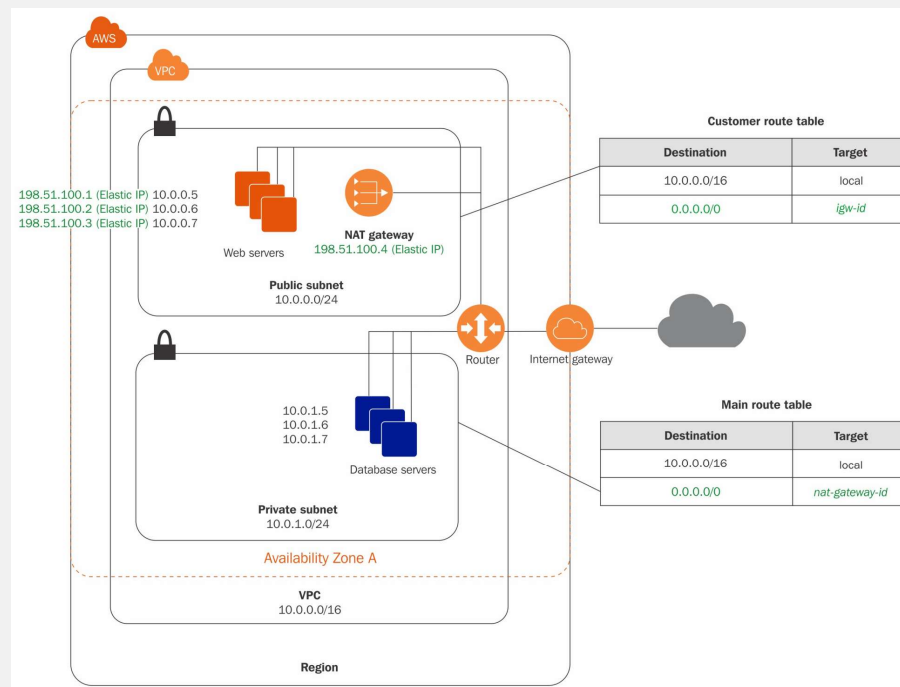 AWS
VPC
198.51.100.1 (Elastic IP) 10.0.0.5
198.51.100.2 (Elastic IP) 10.0.0.6
198.51.100.3 (Elastic IP) 10.0.0.7
Web servers
NAT gateway
198.51.100.4 (Elastic IP)
Public subnet
10.0.0.0/24
Customer route table
Destination Target
10.0.0.0/16 local
0.0.0.0/0 igw-id
Router
Internet gateway
10.0.1.5
10.0.1.6
10.0.1.7
Database servers
Private subnet
10.0.1.0/24
Main route table
Destination Target
10.0.0.0/16 local
0.0.0.0/0 nat-gateway-id
Availability Zone A
VPC
10.0.0.0/16
Region